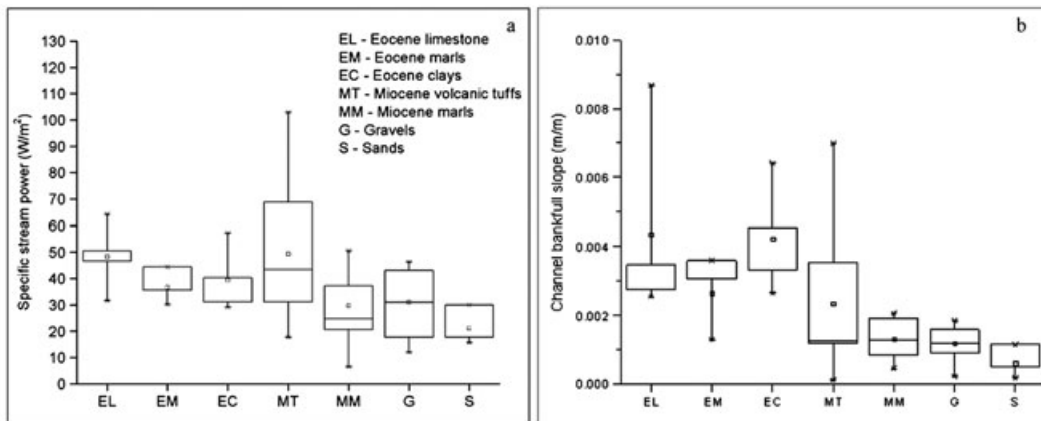 a
130
120
110
100
90
80
70
60
50
40
30
20
10
0
Specific stream power (W/m²)
EL - Eocene limestone
EM - Eocene marls
EC - Eocene clays
MT - Miocene volcanic tuffs
MM - Miocene marls
G - Gravels
S - Sands
EL EM EC MT MM G S
b
0.010
0.008
0.006
0.004
0.002
0.000
Channel bankfull slope (m/m)
EL EM EC MT MM G S